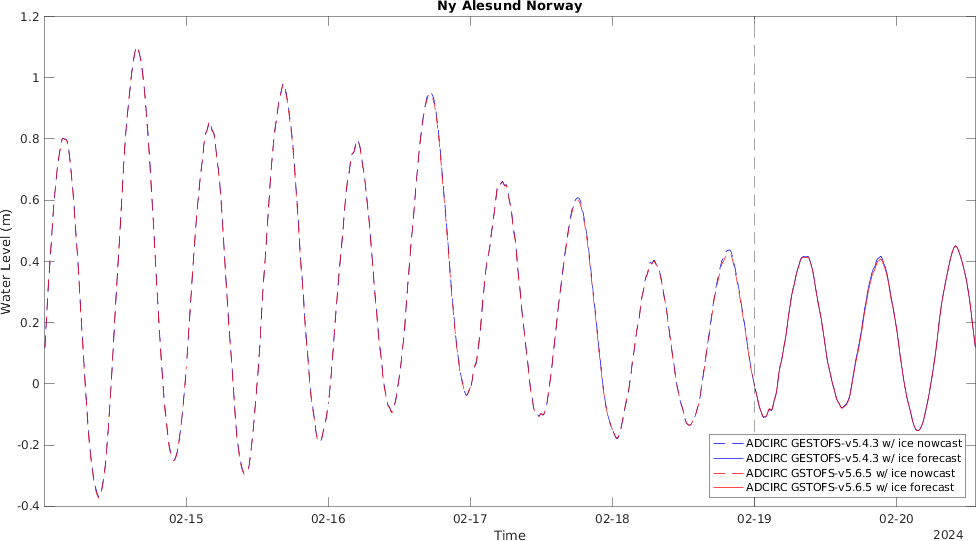 Ny Alesund Norway
1.2
1
0.8
0.6
0.4
0.2
0
-0.2
-0.4
Water Level (m)
ADCIRC GESTOFS-v5.4.3 w/ ice nowcast
ADCIRC GESTOFS-v5.4.3 w/ ice forecast
ADCIRC GSTOFS-v5.6.5 w/ ice nowcast
ADCIRC GSTOFS-v5.6.5 w/ ice forecast
02-15 02-16 02-17 02-18 02-19 02-20
Time
2024